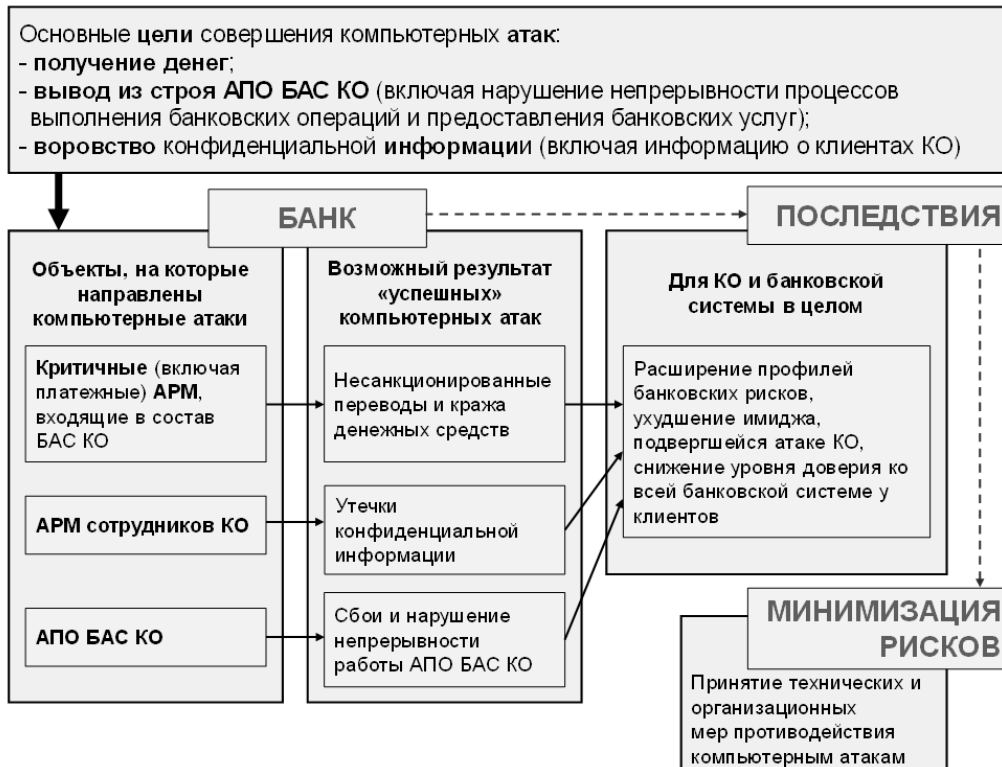 Основные цели совершения компьютерных атак:
- получение денег;
- вывод из строя АПО БАС КО (включая нарушение непрерывности процессов
выполнения банковских операций и предоставления банковских услуг);
- воровство конфиденциальной информации (включая информацию о клиентах КО)
БАНК
ПОСЛЕДСТВИЯ
Объекты, на которые
направлены
компьютерные атаки
Критичные (включая
платежные) АРМ,
входящие в состав
БАС КО
АРМ сотрудников КО
АПО БАС КО
Возможный результат
«успешных»
компьютерных атак
Несанкционированные
переводы и кража
денежных средств
Утечки
конфиденциальной
информации
Сбои и нарушение
непрерывности
работы АПО БАС КО
Для КО и банковской
системы в целом
Расширение профилей
банковских рисков,
ухудшение имиджа,
подвергшейся атаке КО,
снижение уровня доверия ко
всей банковской системе у
клиентов
МИНИМИЗАЦИЯ
РИСКОВ
Принятие технических и
организационных
мер противодействия
компьютерным атакам